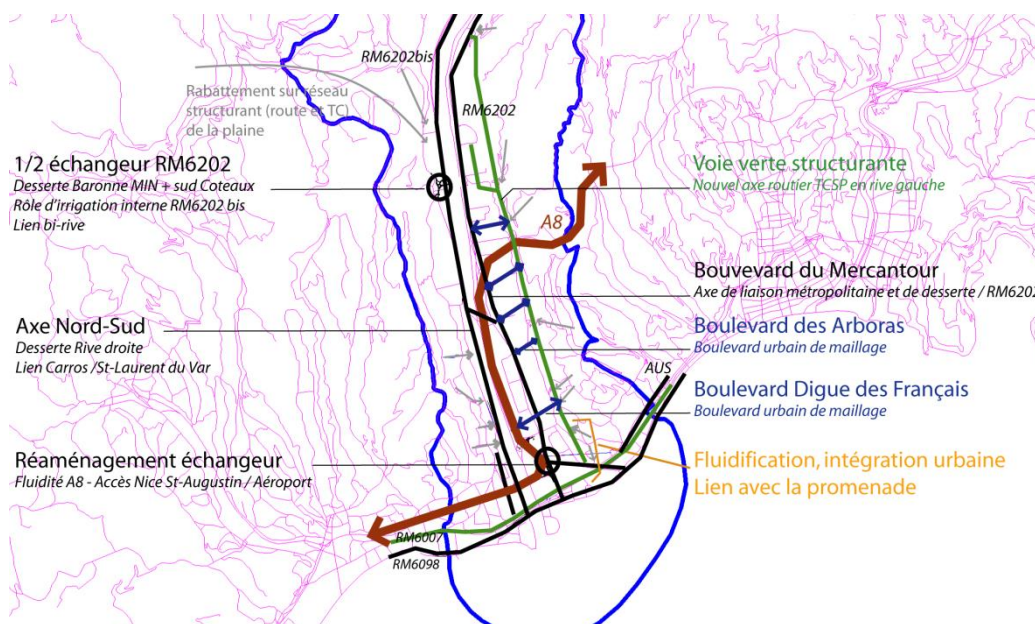 RM6202bis
Rabattement sur réseau
structurant (route et TC)
de la plaine
RM6202
1/2 échangeur RM6202
Desserte Baronne MIN + sud Coteaux
Rôle d'irrigation interne RM6202 bis
Lien bi-rive
Voie verte structurante
Nouvel axe routier TCSP en rive gauche
A8
Bouvevard du Mercantour
Axe de liaison métropolitaine et de desserte / RM6202
Axe Nord-Sud
Desserte Rive droite
Lien Carros /St-Laurent du Var
Boulevard des Arboras
Boulevard urbain de maillage
AUS
Boulevard Digue des Français
Boulevard urbain de maillage
Réaménagement échangeur
Fluidité A8 - Accès Nice St-Augustin / Aéroport
Fluidification, intégration urbaine
Lien avec la promenade
RM6007
RM6098